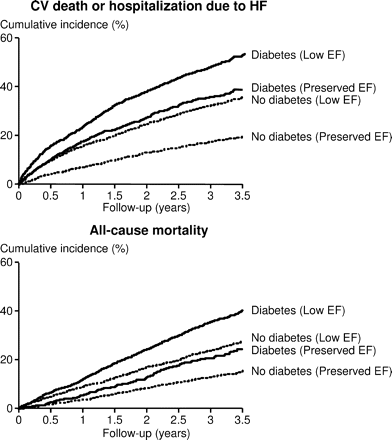 CV death or hospitalization due to HF
Cumulative incidence (%)
60
40
20
0
Diabetes (Low EF)
Diabetes (Preserved EF)
No diabetes (Low EF)
No diabetes (Preserved EF)
0 0.5 1 1.5 2 2.5 3 3.5
Follow-up (years)
All-cause mortality
Cumulative incidence (%)
60
40
20
0
Diabetes (Low EF)
No diabetes (Low EF)
Diabetes (Preserved EF)
No diabetes (Preserved EF)
0 0.5 1 1.5 2 2.5 3 3.5
Follow-up (years)